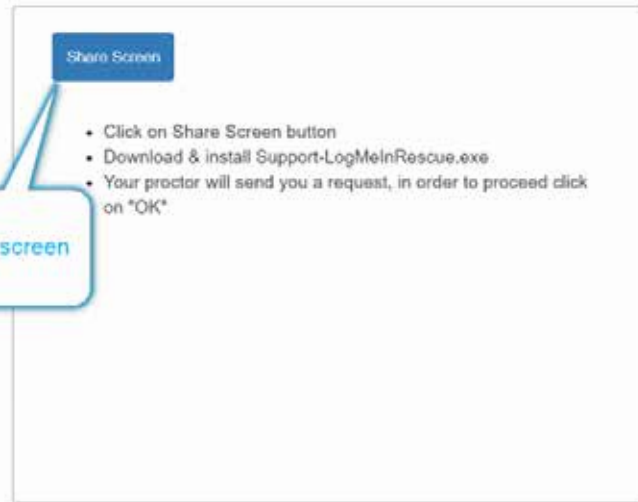 Share Screen
• Click on Share Screen button
• Download & install Support-LogMeInRescue.exe
• Your proctor will send you a request, in order to proceed click
on "OK"
screen